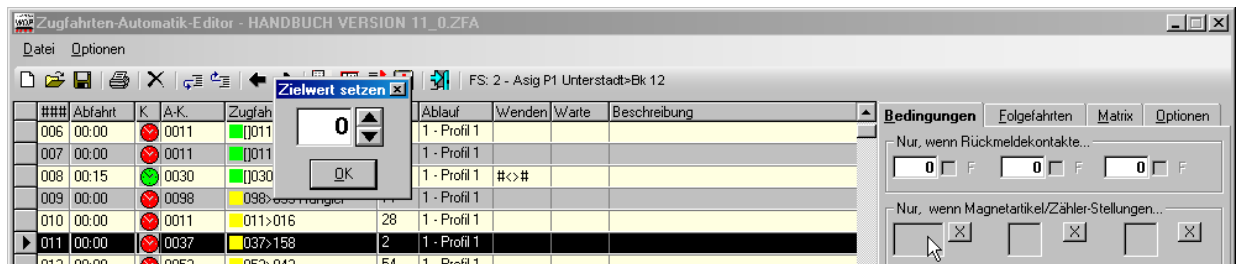 Zugfahrten-Automatik-Editor - HANDBUCH VERSION 11_0.ZFA
Datei Optionen
FS: 2 - Asig P1 Unterstadt>Bk 12
Zielwert setzen
0
OK
### Abfahrt K A-K. Zugfah Ablauf Wenden Warte Beschreibung
006 00:00 0011 []011 1 - Profil 1
007 00:00 0011 []011 1 - Profil 1
008 00:15 0030 []030 1 - Profil 1 #<>#
009 00:00 0098 1 - Profil 1
010 00:00 0011 011>016 28 1 - Profil 1
011 00:00 0037 037>158 2 1 - Profil 1
Bedingungen Folgefahrten Matrix Optionen
Nur, wenn Rückmeldekontakte...
0 F 0 F 0 F
Nur, wenn Magnetartikel/Zähler-Stellungen...
X X X